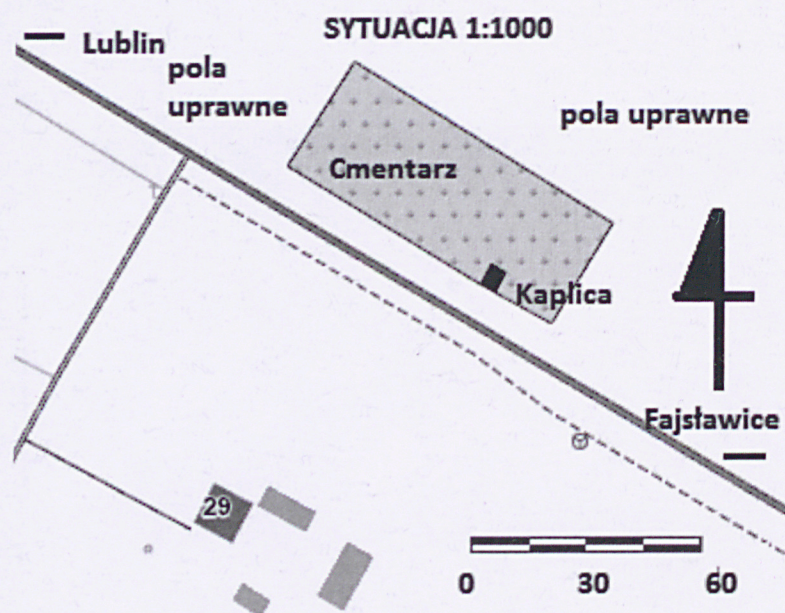 SYTUACJA 1:1000
Lublin
pola
uprawne
pola uprawne
Cmentarz
Kaplica
Fajsławice
29
0 30 60